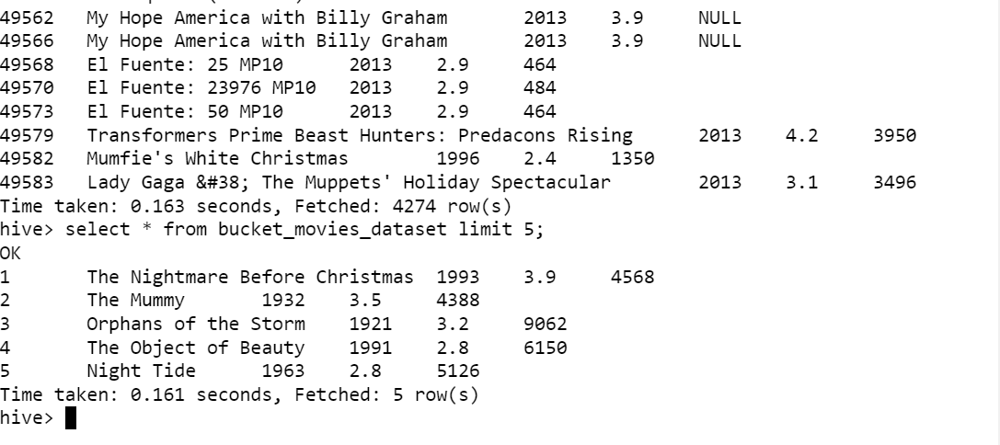 49562 My Hope America with Billy Graham 2013 3.9 NULL
49566 My Hope America with Billy Graham 2013 3.9 NULL
49568 El Fuente: 25 MP10 2013 2.9 464
49570 El Fuente: 23976 MP10 2013 2.9 484
49573 El Fuente: 50 MP10 2013 2.9 464
49579 Transformers Prime Beast Hunters: Predacons Rising 2013 4.2 3950
49582 Mumfie's White Christmas 1996 2.4 1350
49583 Lady Gaga &#38; The Muppets' Holiday Spectacular 2013 3.1 3496
Time taken: 0.163 seconds, Fetched: 4274 row(s)
hive> select * from bucket_movies_dataset limit 5;
OK
1 The Nightmare Before Christmas 1993 3.9 4568
2 The Mummy 1932 3.5 4388
3 Orphans of the Storm 1921 3.2 9062
4 The Object of Beauty 1991 2.8 6150
5 Night Tide 1963 2.8 5126
Time taken: 0.161 seconds, Fetched: 5 row(s)
hive>